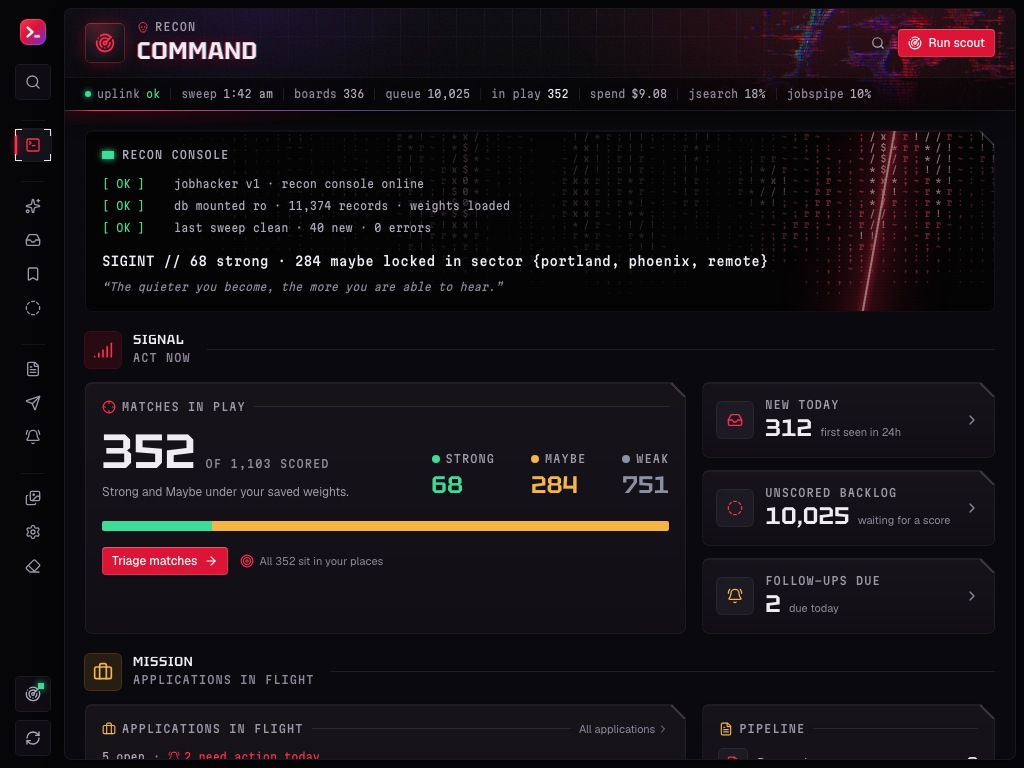 RECON
COMMAND
Run scout
uplink ok
sweep 1:42 am
boards 336
queue 10,025
in play 352
spend $9.08
jsearch 18%
jobspipe 10%
RECON CONSOLE
[ OK ] jobhacker v1 · recon console online
[ OK ] db mounted ro · 11,374 records · weights loaded
[ OK ] last sweep clean · 40 new · 0 errors
SIGINT // 68 strong · 284 maybe locked in sector {portland, phoenix, remote}
“The quieter you become, the more you are able to hear.”
SIGNAL
ACT NOW
MATCHES IN PLAY
352 OF 1,103 SCORED
Strong and Maybe under your saved weights.
STRONG
68
MAYBE
284
WEAK
751
Triage matches
All 352 sit in your places
NEW TODAY
312 first seen in 24h
UNSCORED BACKLOG
10,025 waiting for a score
FOLLOW-UPS DUE
2 due today
MISSION
APPLICATIONS IN FLIGHT
APPLICATIONS IN FLIGHT
All applications
5 open · 2 need action today
PIPELINE